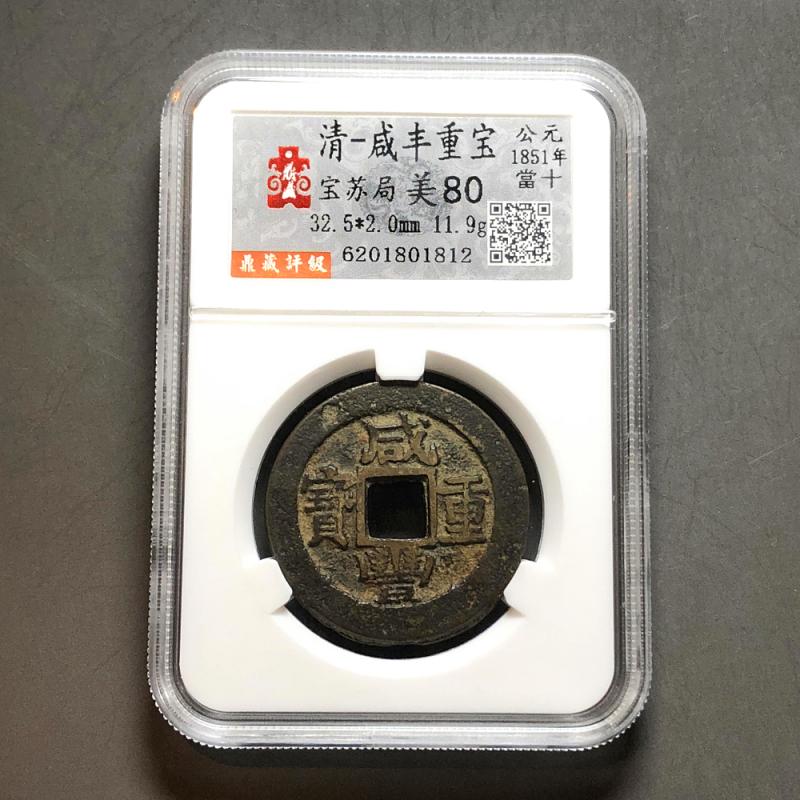 清-咸丰重宝
公元
1851年
當十
宝苏局 美80
32.5*2.0mm 11.9g
鼎藏評級
6201801812
咸
豐
重
寶